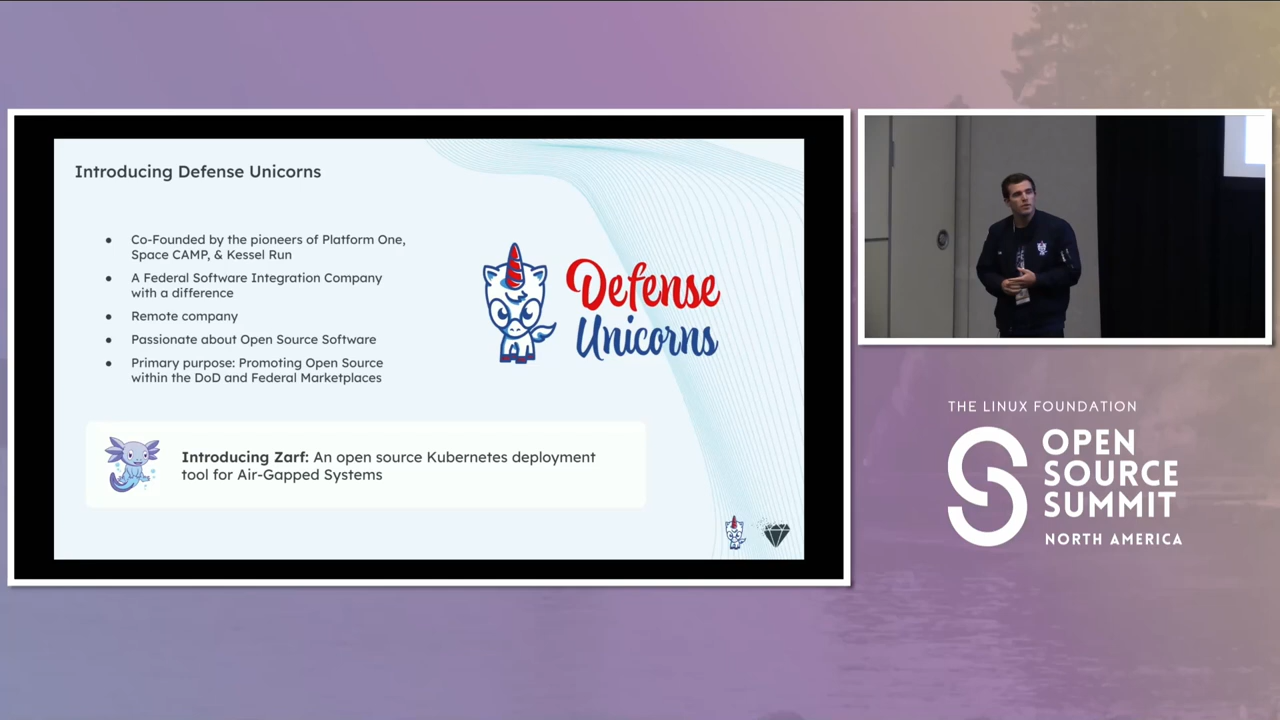 Introducing Defense Unicorns
● Co-Founded by the pioneers of Platform One,
Space CAMP, & Kessel Run
● A Federal Software Integration Company
with a difference
● Remote company
● Passionate about Open Source Software
● Primary purpose: Promoting Open Source
within the DoD and Federal Marketplaces
Defense
Unicorns
Introducing Zarf: An open source Kubernetes deployment
tool for Air-Gapped Systems
THE LINUX FOUNDATION
OPEN
SOURCE
SUMMIT
NORTH AMERICA